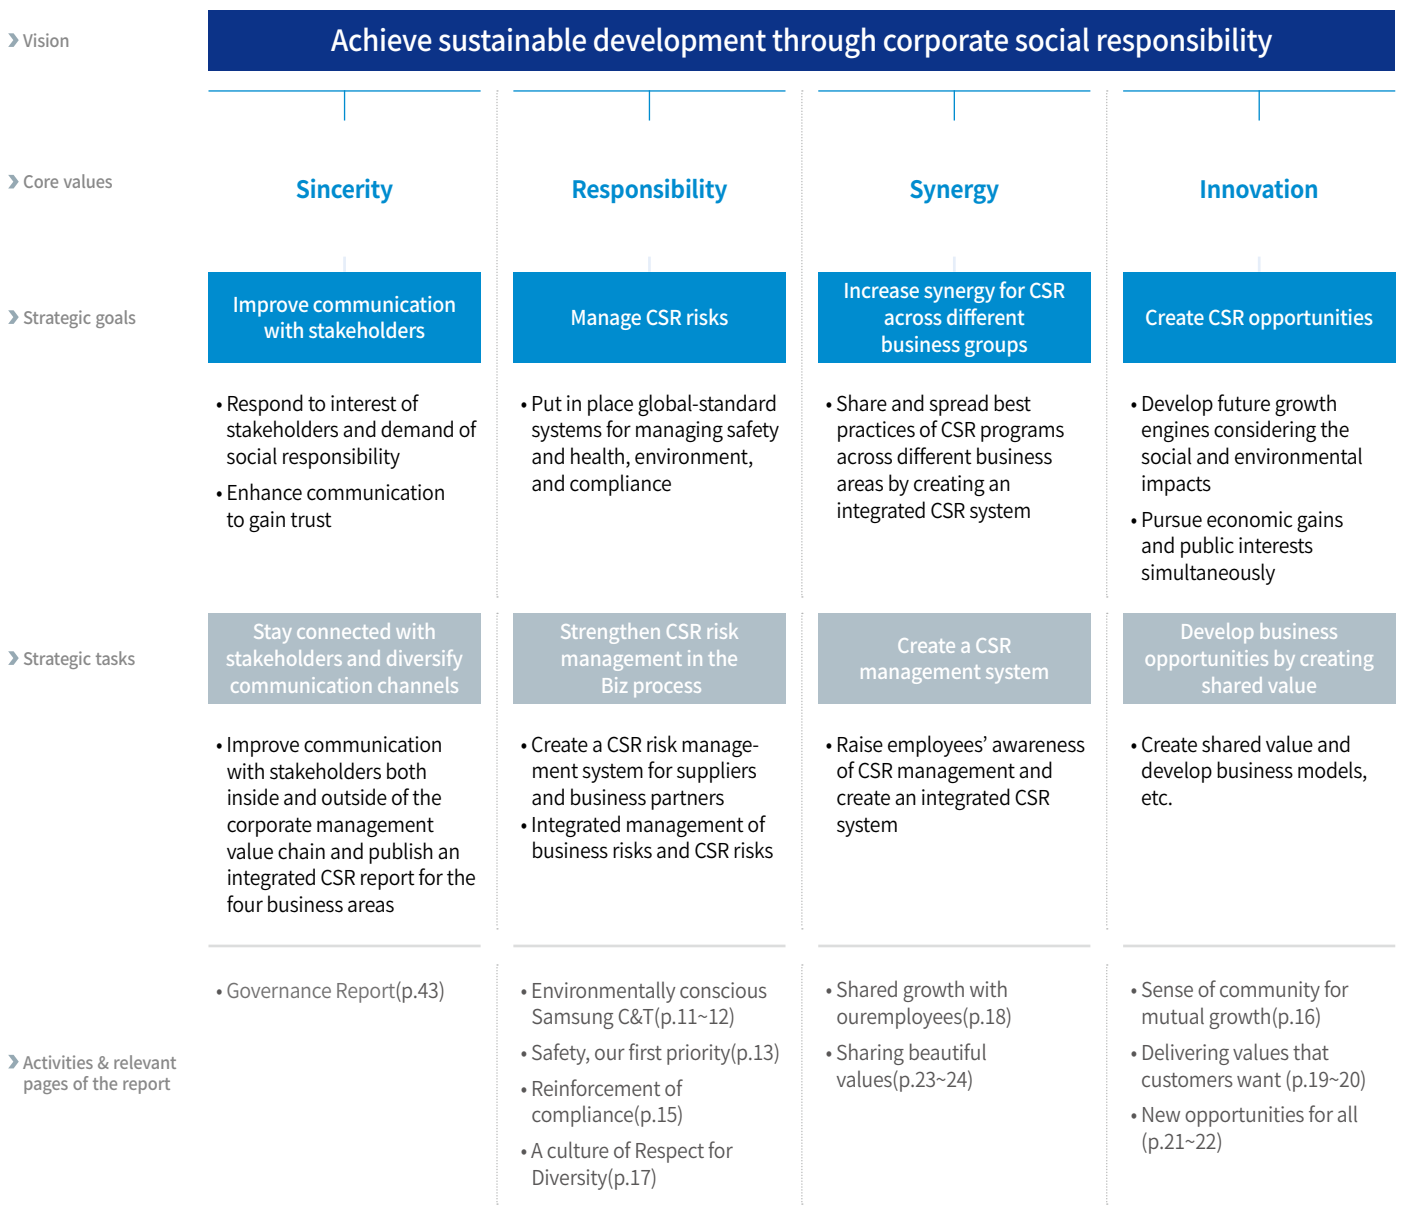 Vision
Achieve sustainable development through corporate social responsibility
Core values
Sincerity
Responsibility
Synergy
Innovation
Strategic goals
Improve communication
with stakeholders
Manage CSR risks
Increase synergy for CSR
across different
business groups
Create CSR opportunities
• Respond to interest of
stakeholders and demand of
social responsibility
• Enhance communication
to gain trust
• Put in place global-standard
systems for managing safety
and health, environment,
and compliance
• Share and spread best
practices of CSR programs
across different business
areas by creating an
integrated CSR system
• Develop future growth
engines considering the
social and environmental
impacts
• Pursue economic gains
and public interests
simultaneously
Strategic tasks
Stay connected with
stakeholders and diversify
communication channels
Strengthen CSR risk
management in the
Biz process
Create a CSR
management system
Develop business
opportunities by creating
shared value
• Improve communication
with stakeholders both
inside and outside of the
corporate management
value chain and publish an
integrated CSR report for the
four business areas
• Create a CSR risk manage-
ment system for suppliers
and business partners
• Integrated management of
business risks and CSR risks
• Raise employees’ awareness
of CSR management and
create an integrated CSR
system
• Create shared value and
develop business models,
etc.
Activities & relevant
pages of the report
• Governance Report(p.43)
• Environmentally conscious
Samsung C&T(p.11~12)
• Safety, our first priority(p.13)
• Reinforcement of
compliance(p.15)
• A culture of Respect for
Diversity(p.17)
• Shared growth with
ouremployees(p.18)
• Sharing beautiful
values(p.23~24)
• Sense of community for
mutual growth(p.16)
• Delivering values that
customers want (p.19~20)
• New opportunities for all
(p.21~22)